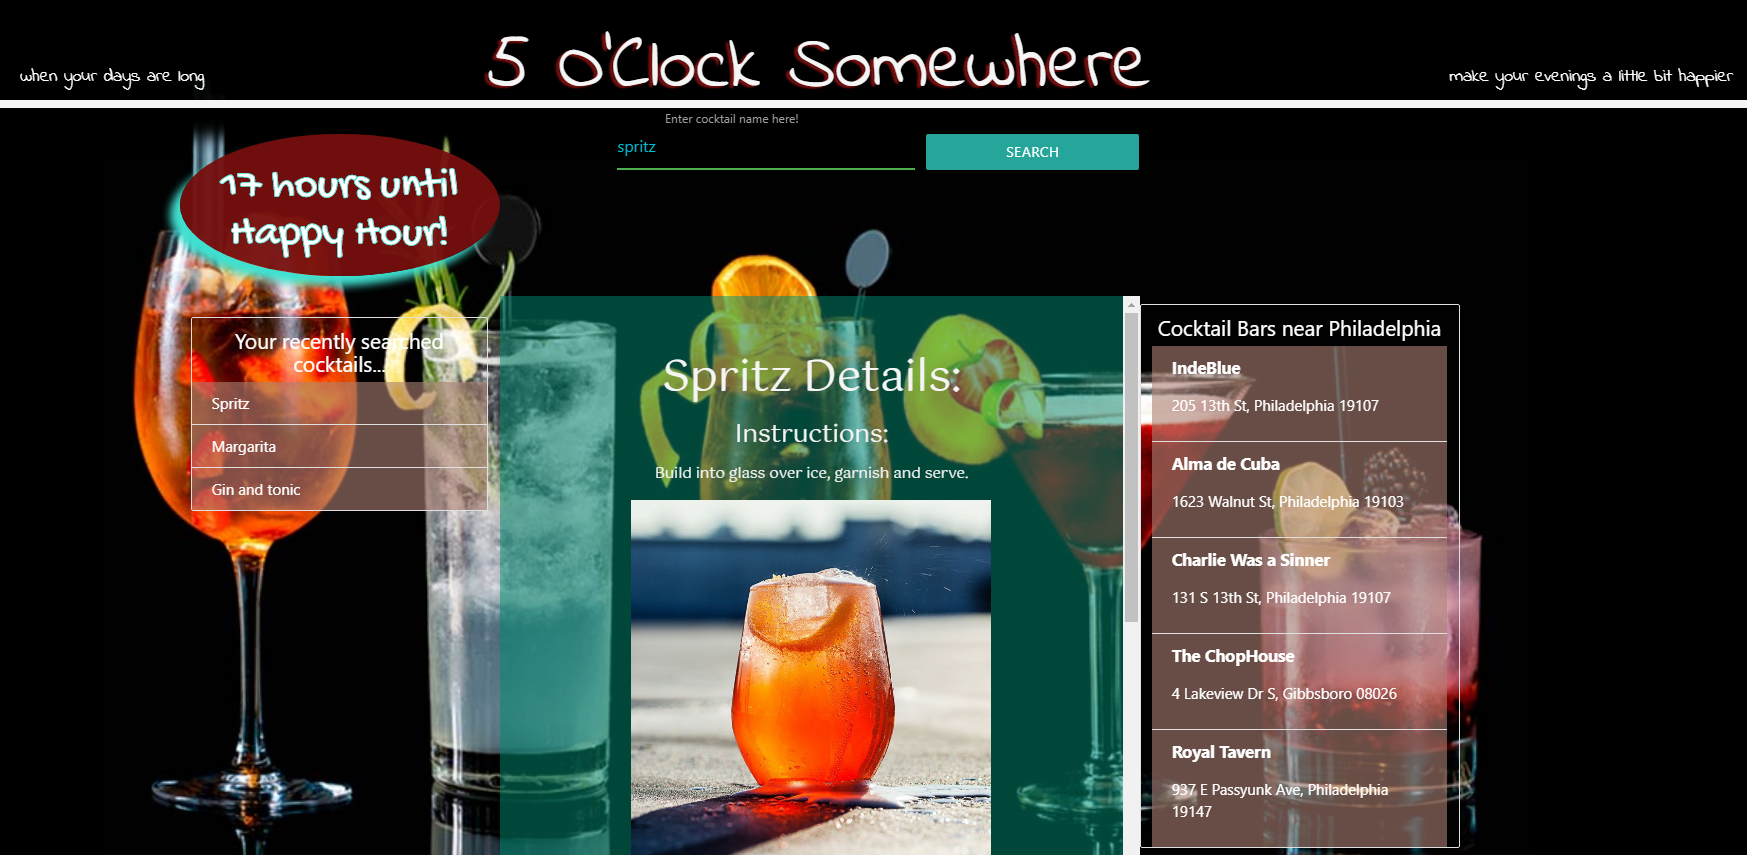 5 O'Clock Somewhere
when your days are long
make your evenings a little bit happier
Enter cocktail name here!
spritz
SEARCH
17 hours until
Happy Hour!
Your recently searched
cocktails...
Spritz
Margarita
Gin and tonic
Spritz Details:
Instructions:
Build into glass over ice, garnish and serve.
Cocktail Bars near Philadelphia
IndeBlue
205 13th St, Philadelphia 19107
Alma de Cuba
1623 Walnut St, Philadelphia 19103
Charlie Was a Sinner
131 S 13th St, Philadelphia 19107
The ChopHouse
4 Lakeview Dr S, Gibbsboro 08026
Royal Tavern
937 E Passyunk Ave, Philadelphia
19147